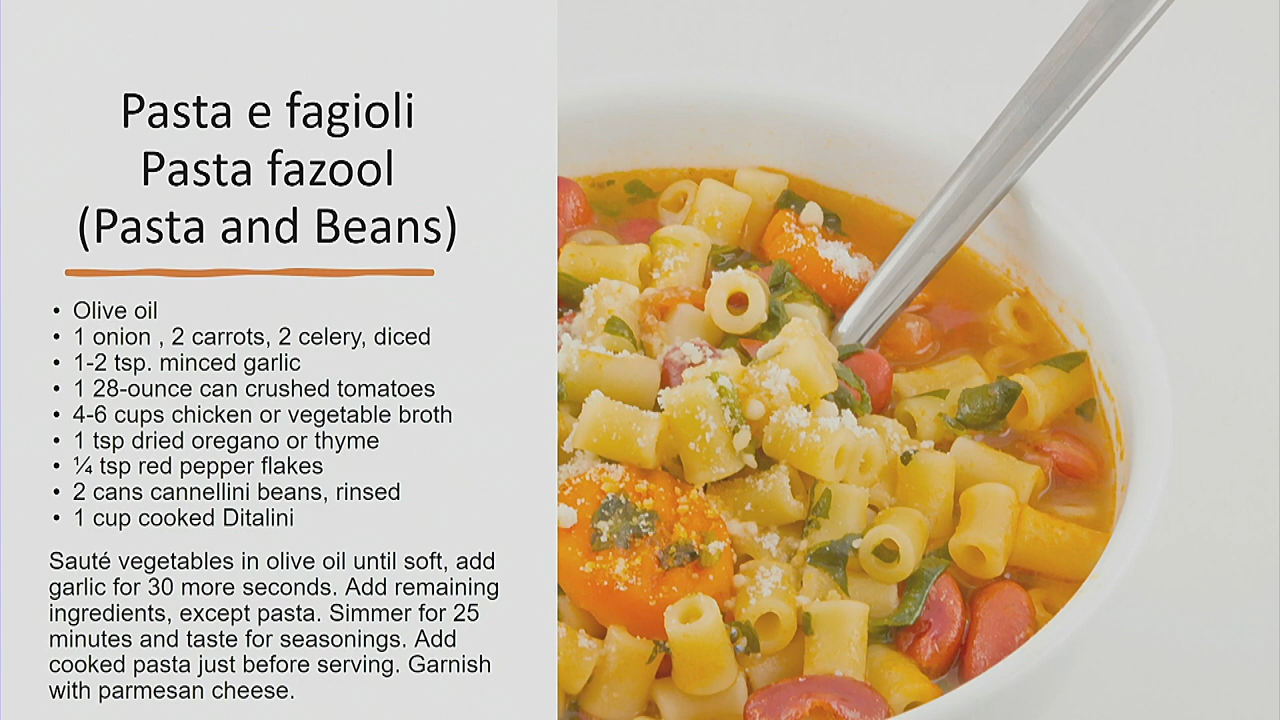 Pasta e fagioli
Pasta fazool
(Pasta and Beans)
• Olive oil
• 1 onion , 2 carrots, 2 celery, diced
• 1-2 tsp. minced garlic
• 1 28-ounce can crushed tomatoes
• 4-6 cups chicken or vegetable broth
• 1 tsp dried oregano or thyme
• ¼ tsp red pepper flakes
• 2 cans cannellini beans, rinsed
• 1 cup cooked Ditalini
Sauté vegetables in olive oil until soft, add
garlic for 30 more seconds. Add remaining
ingredients, except pasta. Simmer for 25
minutes and taste for seasonings. Add
cooked pasta just before serving. Garnish
with parmesan cheese.